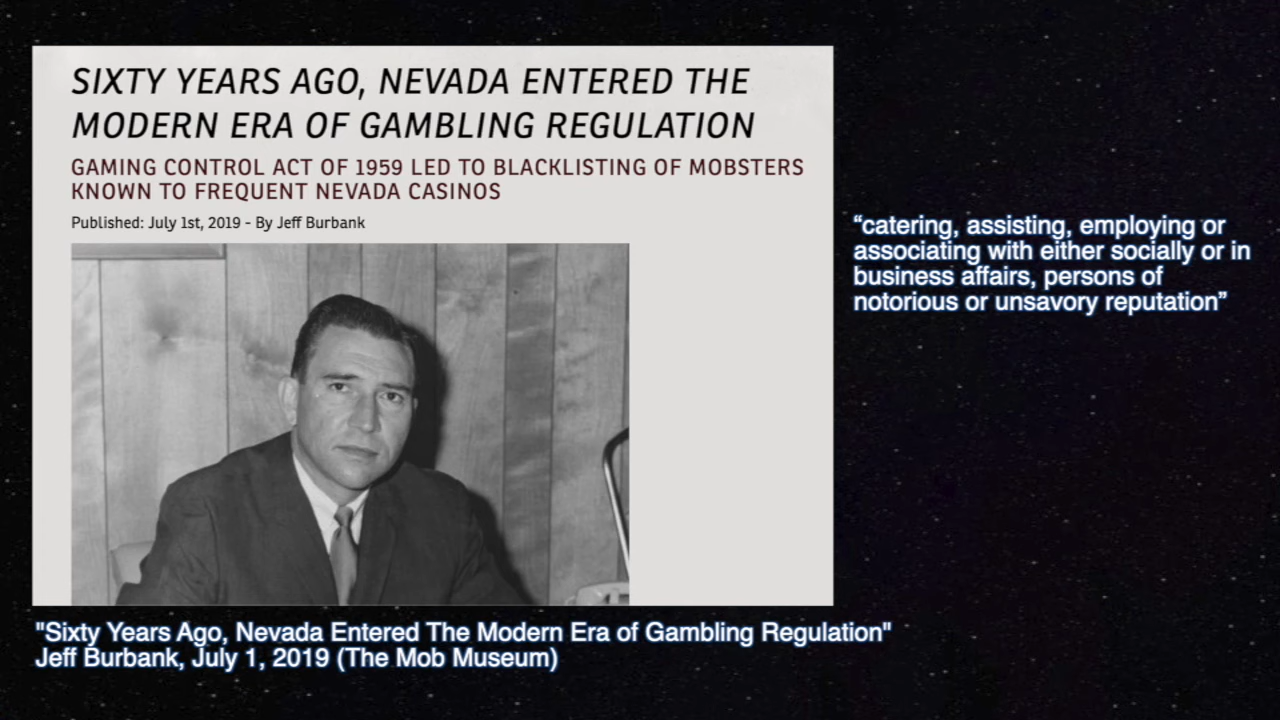 SIXTY YEARS AGO, NEVADA ENTERED THE
MODERN ERA OF GAMBLING REGULATION
GAMING CONTROL ACT OF 1959 LED TO BLACKLISTING OF MOBSTERS
KNOWN TO FREQUENT NEVADA CASINOS
Published: July 1st, 2019 - By Jeff Burbank
“catering, assisting, employing or
associating with either socially or in
business affairs, persons of
notorious or unsavory reputation”
"Sixty Years Ago, Nevada Entered The Modern Era of Gambling Regulation"
Jeff Burbank, July 1, 2019 (The Mob Museum)